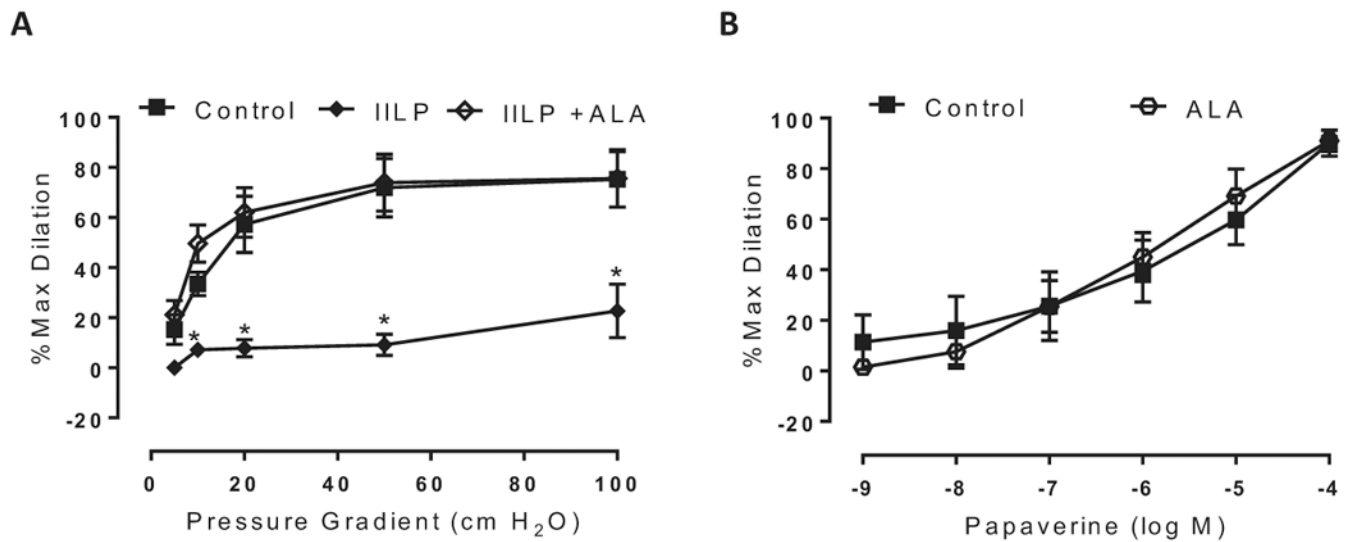 A
Control IILP IILP +ALA
100
80
60
40
20
0
-20
%Max Dilation
* * * *
0 20 40 60 80 100
Pressure Gradient (cm H₂O)
B
Control ALA
100
80
60
40
20
0
-20
%Max Dilation
-9 -8 -7 -6 -5 -4
Papaverine (log M)